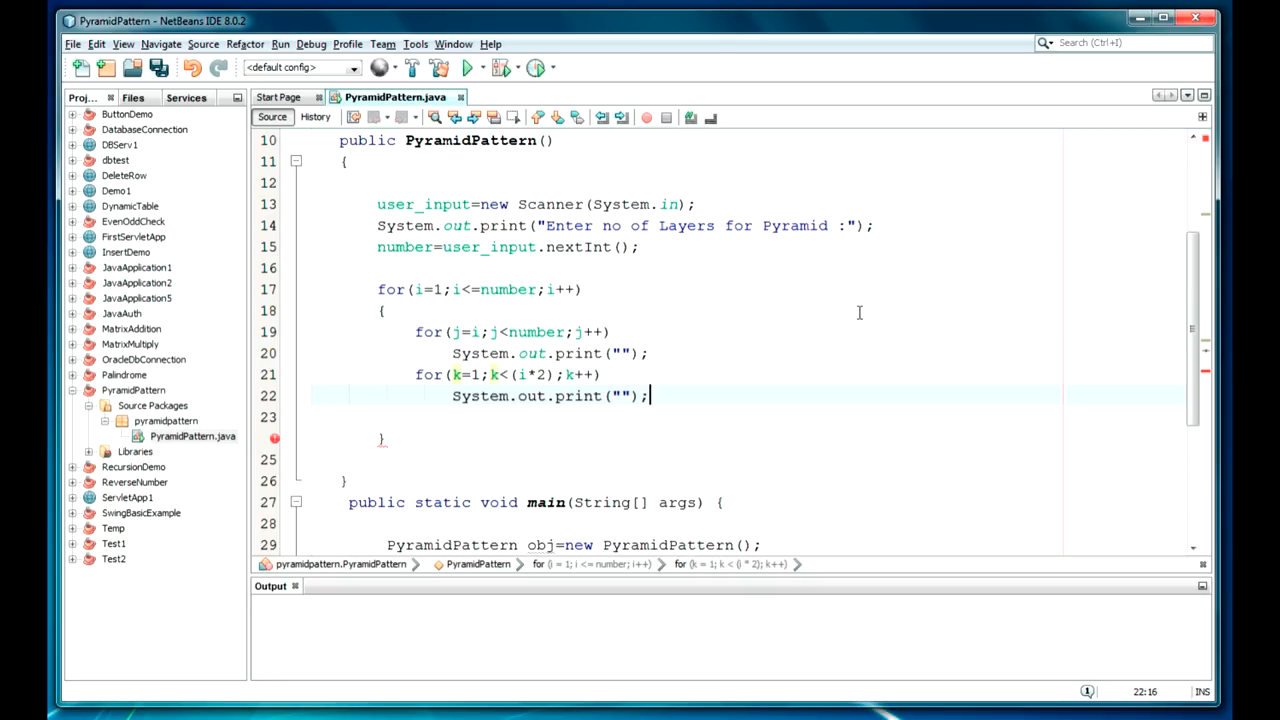 PyramidPattern - NetBeans IDE 8.0.2
File Edit View Navigate Source Refactor Run Debug Profile Team Tools Window Help
Search (Ctrl+I)
<default config>
Proj... Files Services
Start Page PyramidPattern.java
Source History
ButtonDemo
DatabaseConnection
DBServ1
dbtest
DeleteRow
Demo1
DynamicTable
EvenOddCheck
FirstServletApp
InsertDemo
JavaApplication1
JavaApplication2
JavaApplication5
JavaAuth
MatrixAddition
MatrixMultiply
OracleDbConnection
Palindrome
PyramidPattern
Source Packages
pyramidpattern
PyramidPattern.java
Libraries
RecursionDemo
ReverseNumber
ServletApp1
SwingBasicExample
Temp
Test1
Test2
10 public PyramidPattern()
11 {
12
13 user_input=new Scanner(System.in);
14 System.out.print("Enter no of Layers for Pyramid :");
15 number=user_input.nextInt();
16
17 for(i=1;i<=number;i++)
18 {
19 for(j=i;j<number;j++)
20 System.out.print("");
21 for(k=1;k<(i*2);k++)
22 System.out.print("");
23
}
25
26 }
27 public static void main(String[] args) {
28
29 PyramidPattern obj=new PyramidPattern();
pyramidpattern.PyramidPattern PyramidPattern for (i = 1; i <= number; i++) for (k = 1; k < (i * 2); k++)
Output
1 22:16 INS